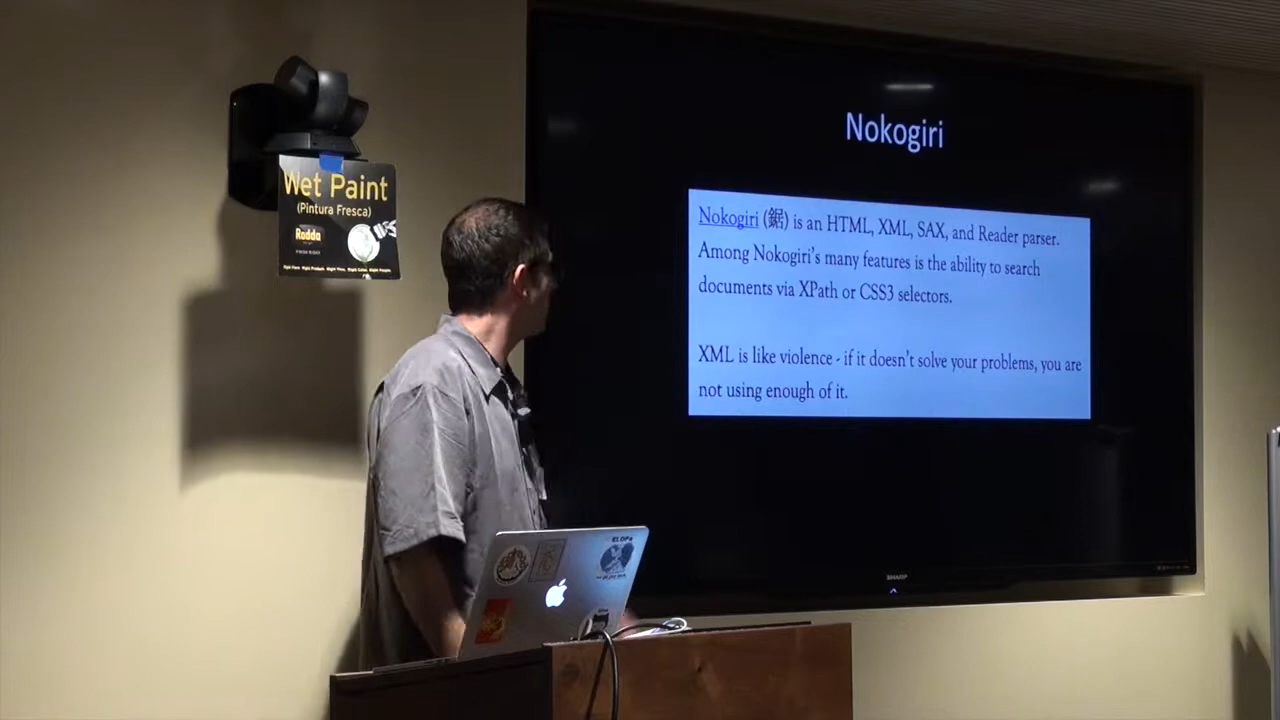 Nokogiri
Nokogiri (鋸) is an HTML, XML, SAX, and Reader parser.
Among Nokogiri's many features is the ability to search
documents via XPath or CSS3 selectors.
XML is like violence - if it doesn't solve your problems, you are
not using enough of it.
Wet Paint
(Pintura Fresca)
Rodda
SHARP